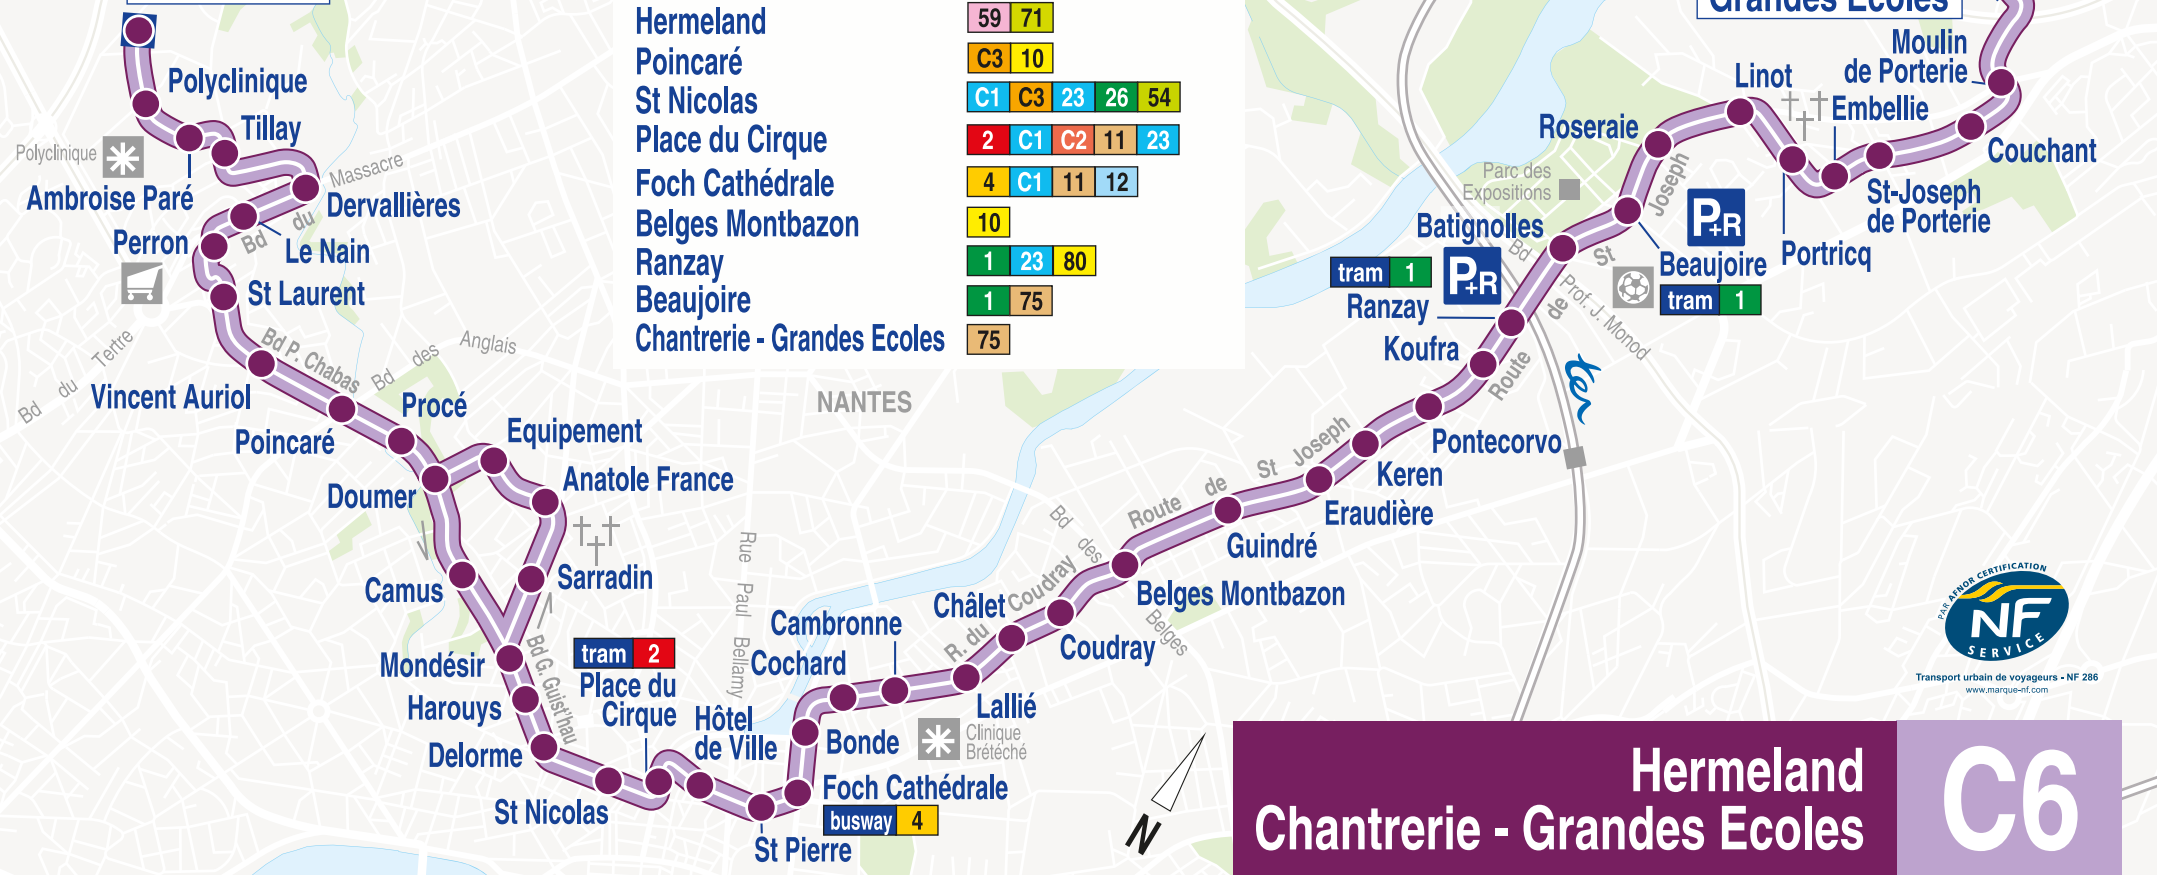 Grandes Ecoles
Hermeland 59 71
Poincaré C3 10
St Nicolas C1 C3 23 26 54
Place du Cirque 2 C1 C2 11 23
Foch Cathédrale 4 C1 11 12
Belges Montbazon 10
Ranzay 1 23 80
Beaujoire 1 75
Chantrerie - Grandes Ecoles 75
Polyclinique
Tillay
Polyclinique
Ambroise Paré
Massacre
du
Bd
Dervallières
Perron
Le Nain
St Laurent
Bd du Tertre
Bd P. Chabas
Bd des Anglais
Vincent Auriol
Poincaré
Procé
Equipement
Doumer
Anatole France
Camus
Sarradin
Mondésir
Harouys
Bd G. Guist'hau
Delorme
St Nicolas
tram 2
Place du
Cirque
Hôtel
de Ville
St Pierre
Foch Cathédrale
busway 4
Bonde
Rue Paul Bellamy
Cochard
Cambronne
Lallié
Clinique
Brétéché
Châlet
R. du Coudray
Coudray
Bd des Belges
Belges Montbazon
NANTES
Route de St Joseph
Guindré
Eraudière
Keren
Pontecorvo
Koufra
Ranzay
tram 1
P+R
Batignolles
Parc des
Expositions
Bd Prof. J. Monod
Route de St Joseph
ter
Roseraie
Beaujoire
tram 1
P+R
Linot
Portricq
Embellie
St-Joseph
de Porterie
Couchant
Moulin
de Porterie
PAR AFNOR CERTIFICATION
NF
SERVICE
Transport urbain de voyageurs - NF 286
www.marque-nf.com
N
Hermeland
Chantrerie - Grandes Ecoles
C6